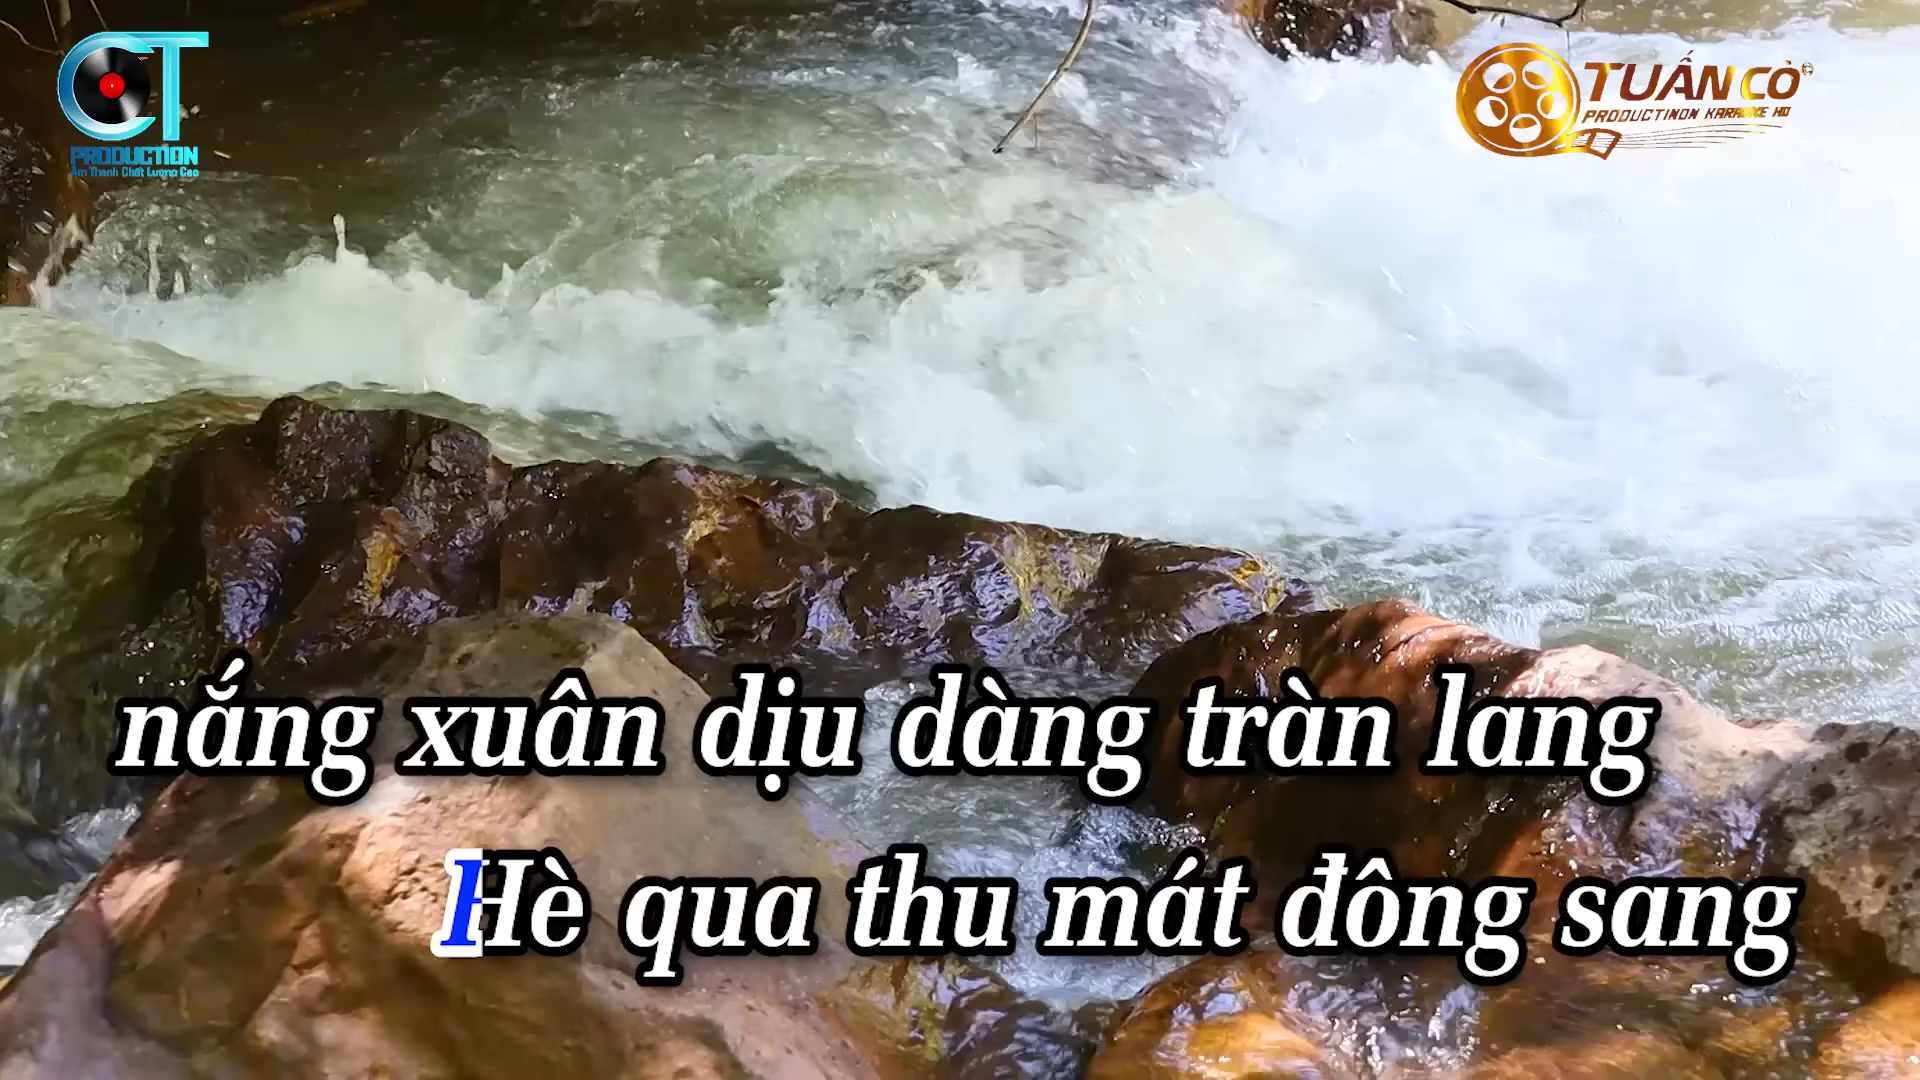 CT
PRODUCTION
Âm Thanh Chất Lượng Cao
TUẤN CÒ
PRODUCTINON KARAOKE HD
nắng xuân dịu dàng tràn lang
Hè qua thu mát đông sang